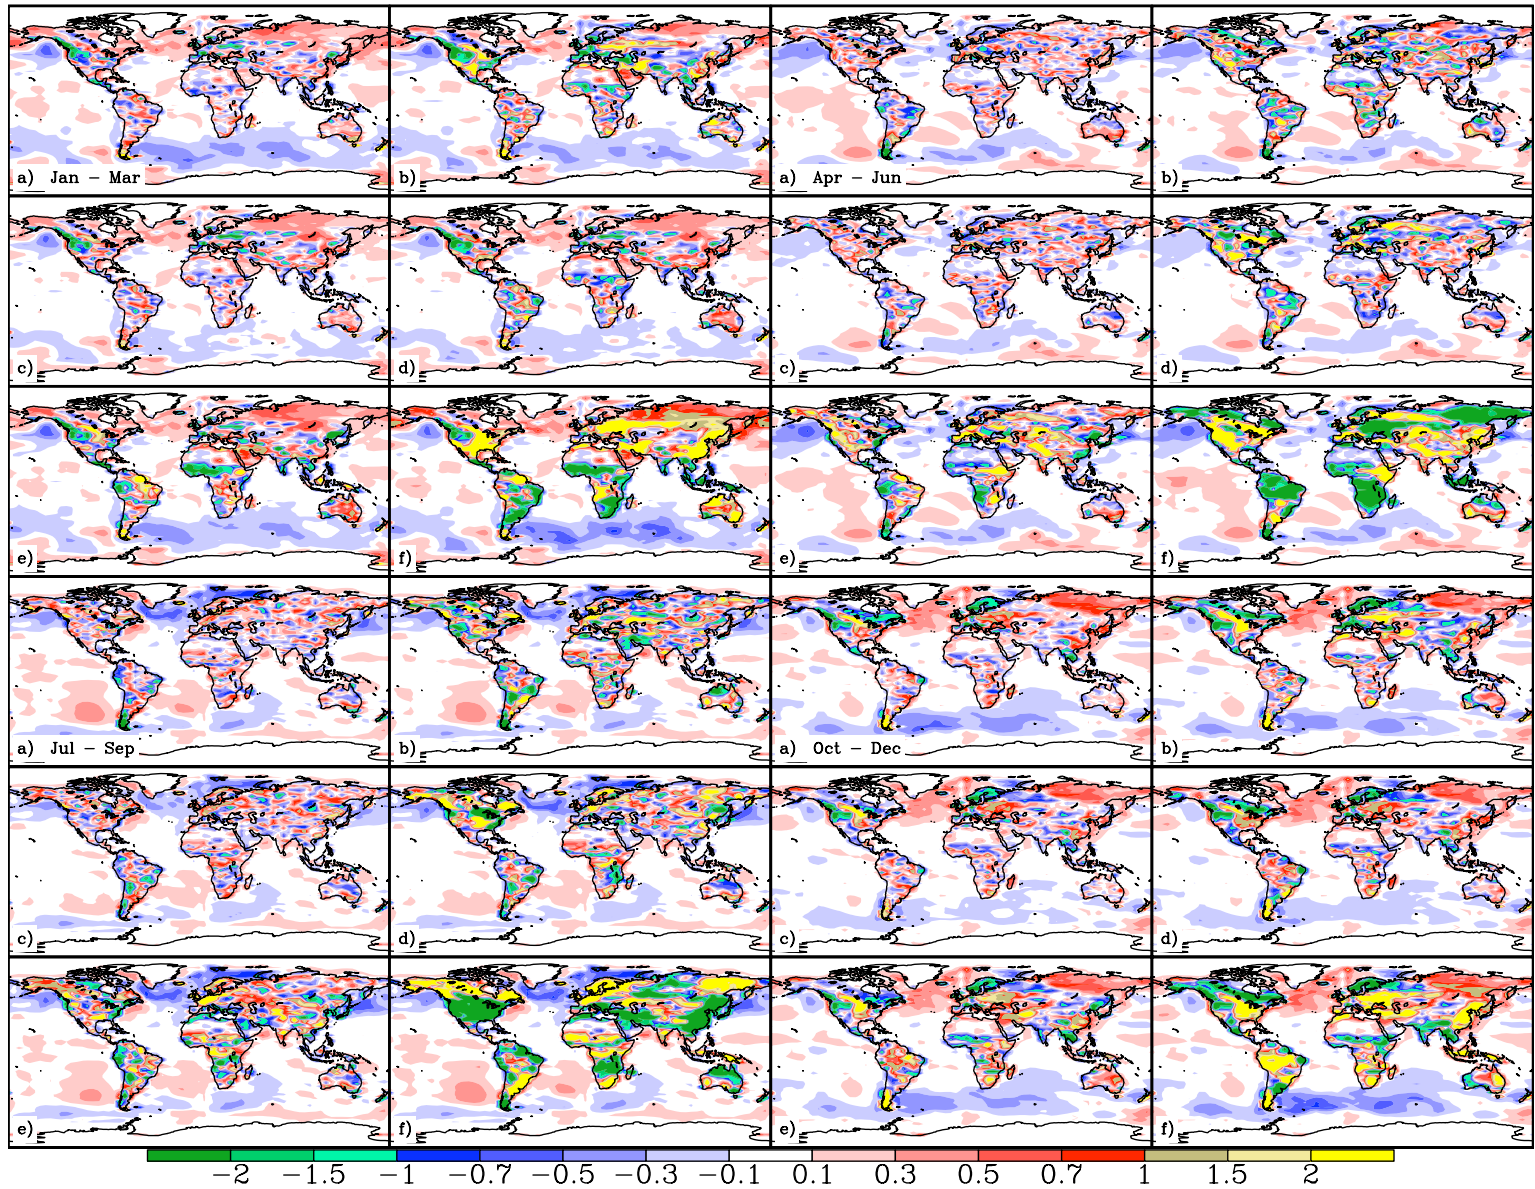 a) Jan − Mar
b)
a) Apr − Jun
b)
c)
d)
c)
d)
e)
f)
e)
f)
a) Jul − Sep
b)
a) Oct − Dec
b)
c)
d)
c)
d)
e)
f)
e)
f)
−2 −1.5 −1 −0.7 −0.5 −0.3 −0.1 0.1 0.3 0.5 0.7 1 1.5 2